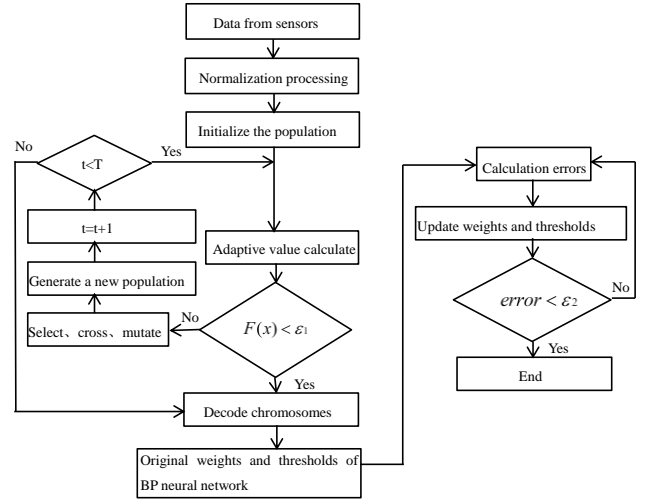 Data from sensors
Normalization processing
Initialize the population
No
t<T
Yes
t=t+1
Generate a new population
Select、cross、mutate
Adaptive value calculate
No
F(x) < ε1
Yes
Decode chromosomes
Original weights and thresholds of
BP neural network
Calculation errors
Update weights and thresholds
error < ε2
No
Yes
End